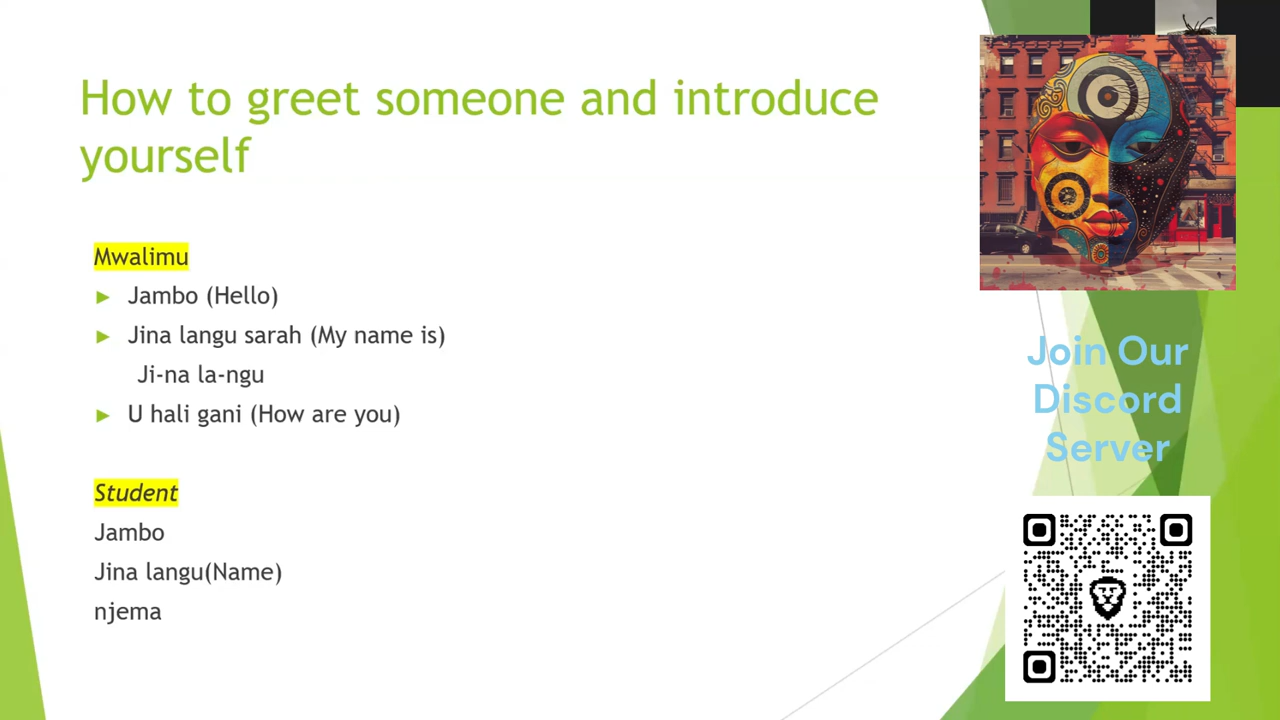 How to greet someone and introduce
yourself
Mwalimu
Jambo (Hello)
Jina langu sarah (My name is)
Ji-na la-ngu
U hali gani (How are you)
Student
Jambo
Jina langu(Name)
njema
Join Our
Discord
Server